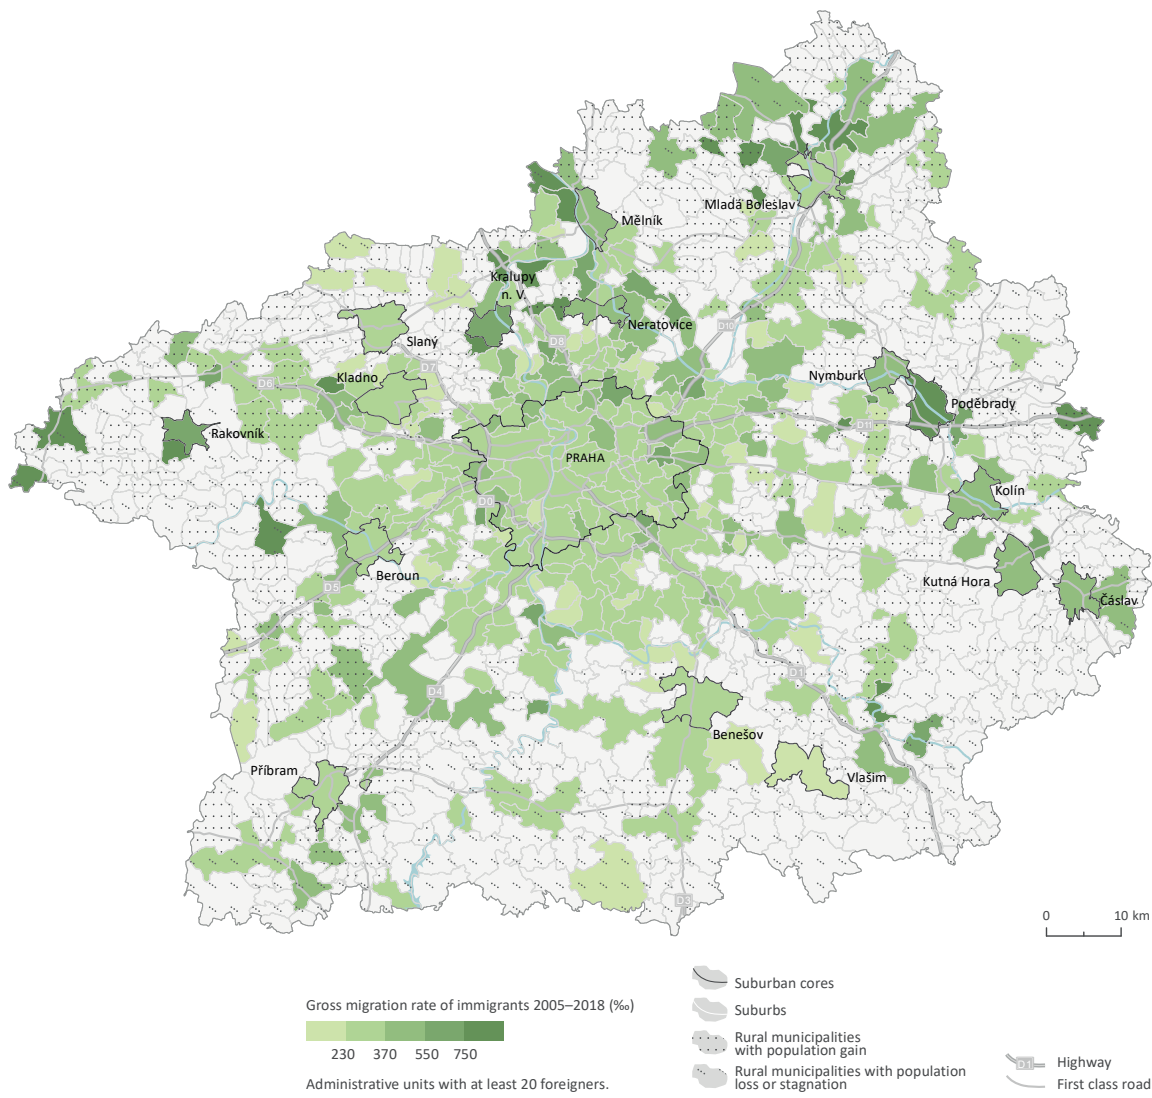 Mělník
Mladá Boleslav
Kralupy
n. V.
Neratovice
D10
D8
Slaný
D7
Kladno
D6
Nymburk
Poděbrady
D11
Rakovník
PRAHA
Kolín
Beroun
D5
Kutná Hora
Čáslav
D4
D1
Benešov
Příbram
Vlašim
D3
0 10 km
Gross migration rate of immigrants 2005–2018 (‰)
230 370 550 750
Administrative units with at least 20 foreigners.
Suburban cores
Suburbs
Rural municipalities
with population gain
Rural municipalities with population
loss or stagnation
D1 Highway
First class road